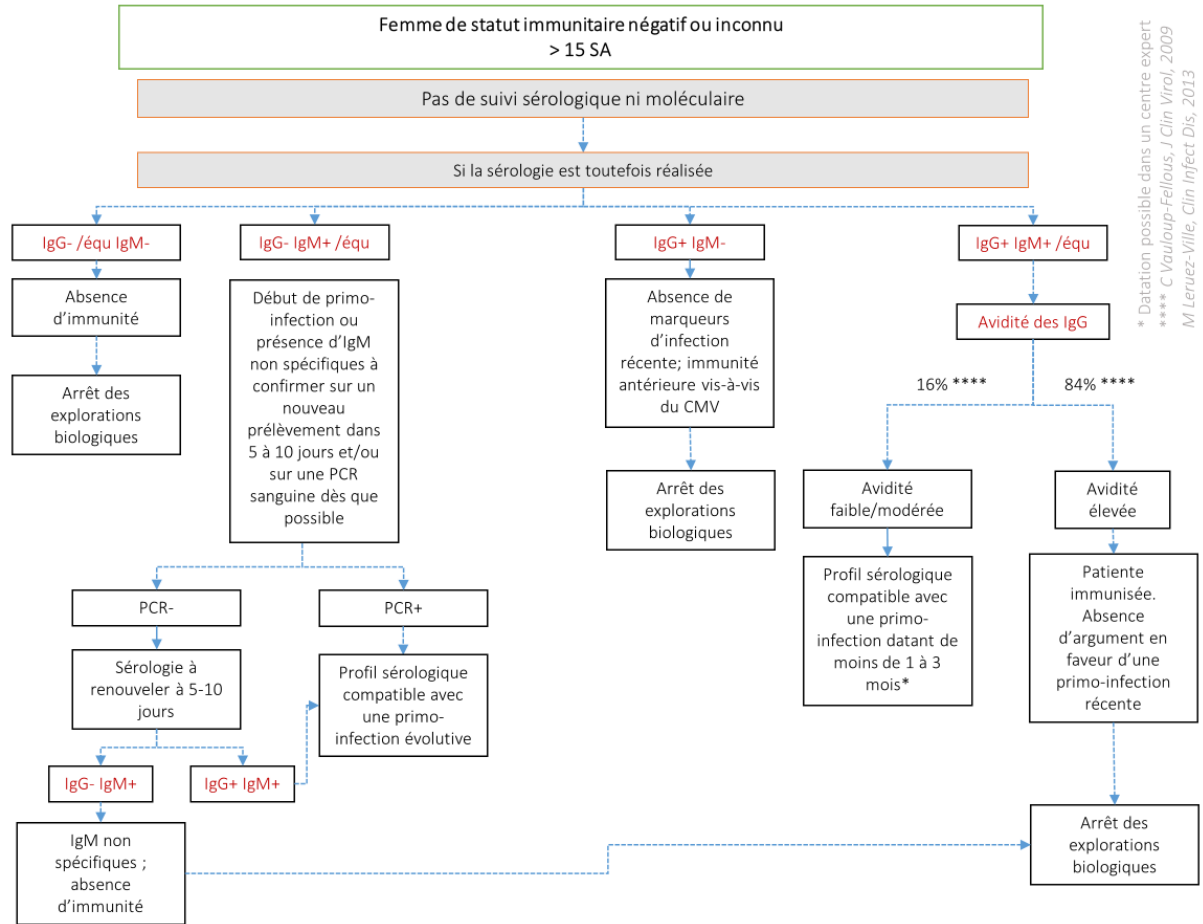 Femme de statut immunitaire négatif ou inconnu
> 15 SA
Pas de suivi sérologique ni moléculaire
Si la sérologie est toutefois réalisée
IgG- /équ IgM-
Absence
d'immunité
Arrêt des
explorations
biologiques
IgG- IgM+ /équ
Début de primo-
infection ou
présence d'IgM
non spécifiques à
confirmer sur un
nouveau
prélèvement dans
5 à 10 jours et/ou
sur une PCR
sanguine dès que
possible
PCR-
Sérologie à
renouveler à 5-10
jours
IgG- IgM+
IgM non
spécifiques ;
absence
d'immunité
IgG+ IgM+
PCR+
Profil sérologique
compatible avec
une primo-
infection évolutive
IgG+ IgM-
Absence de
marqueurs
d'infection
récente; immunité
antérieure vis-à-vis
du CMV
Arrêt des
explorations
biologiques
IgG+ IgM+ /équ
Avidité des IgG
16% ****
84% ****
Avidité
faible/modérée
Profil sérologique
compatible avec
une primo-
infection datant de
moins de 1 à 3
mois*
Avidité
élevée
Patiente
immunisée.
Absence
d'argument en
faveur d'une
primo-infection
récente
Arrêt des
explorations
biologiques
* Datation possible dans un centre expert
**** C Vauloup-Fellous, J Clin Virol, 2009
M Leruez-Ville, Clin Infect Dis, 2013